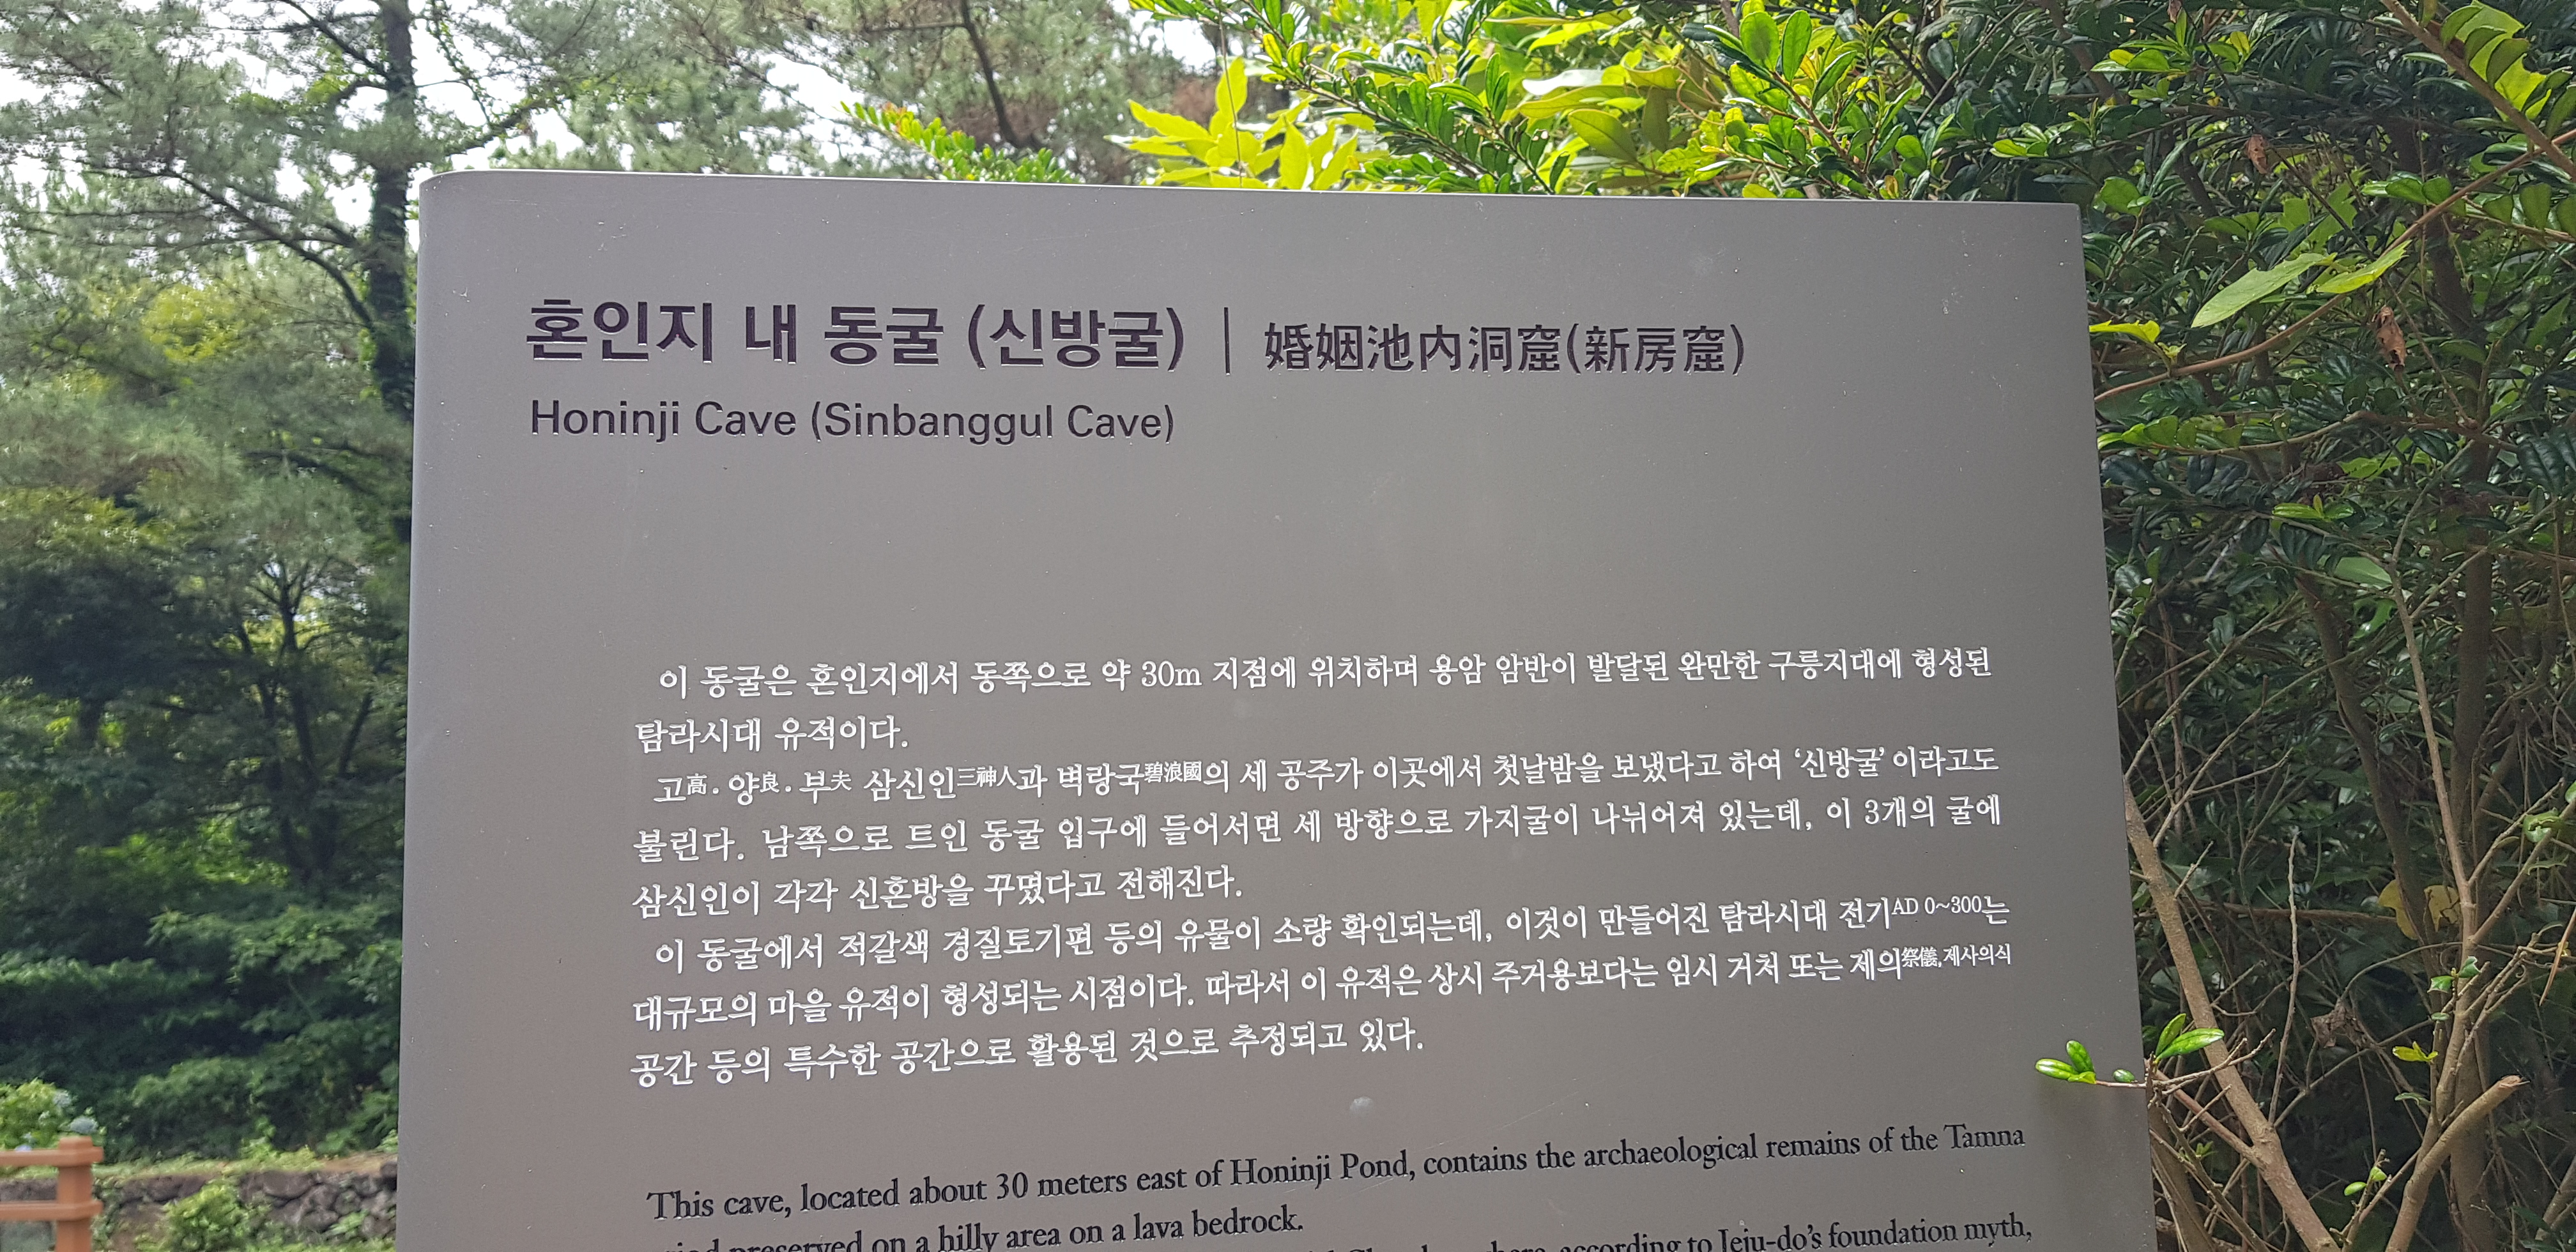 혼인지 내 동굴 (신방굴) | 婚姻池内洞窟(新房窟)
Honinji Cave (Sinbanggul Cave)
이 동굴은 혼인지에서 동쪽으로 약 30m 지점에 위치하며 용암 암반이 발달된 완만한 구릉지대에 형성된
탐라시대 유적이다.
고高·양良·부夫 삼신인三神人과 벽랑국碧浪國의 세 공주가 이곳에서 첫날밤을 보냈다고 하여 ‘신방굴’이라고도
불린다. 남쪽으로 트인 동굴 입구에 들어서면 세 방향으로 가지굴이 나뉘어져 있는데, 이 3개의 굴에
삼신인이 각각 신혼방을 꾸몄다고 전해진다.
이 동굴에서 적갈색 경질토기편 등의 유물이 소량 확인되는데, 이것이 만들어진 탐라시대 전기AD 0~300는
대규모의 마을 유적이 형성되는 시점이다. 따라서 이 유적은 상시 주거용보다는 임시 거처 또는 제의祭儀,제사의식
공간 등의 특수한 공간으로 활용된 것으로 추정되고 있다.
This cave, located about 30 meters east of Honinji Pond, contains the archaeological remains of the Tamna
preserved on a hilly area on a lava bedrock.
according to Jeju-do’s foundation myth,